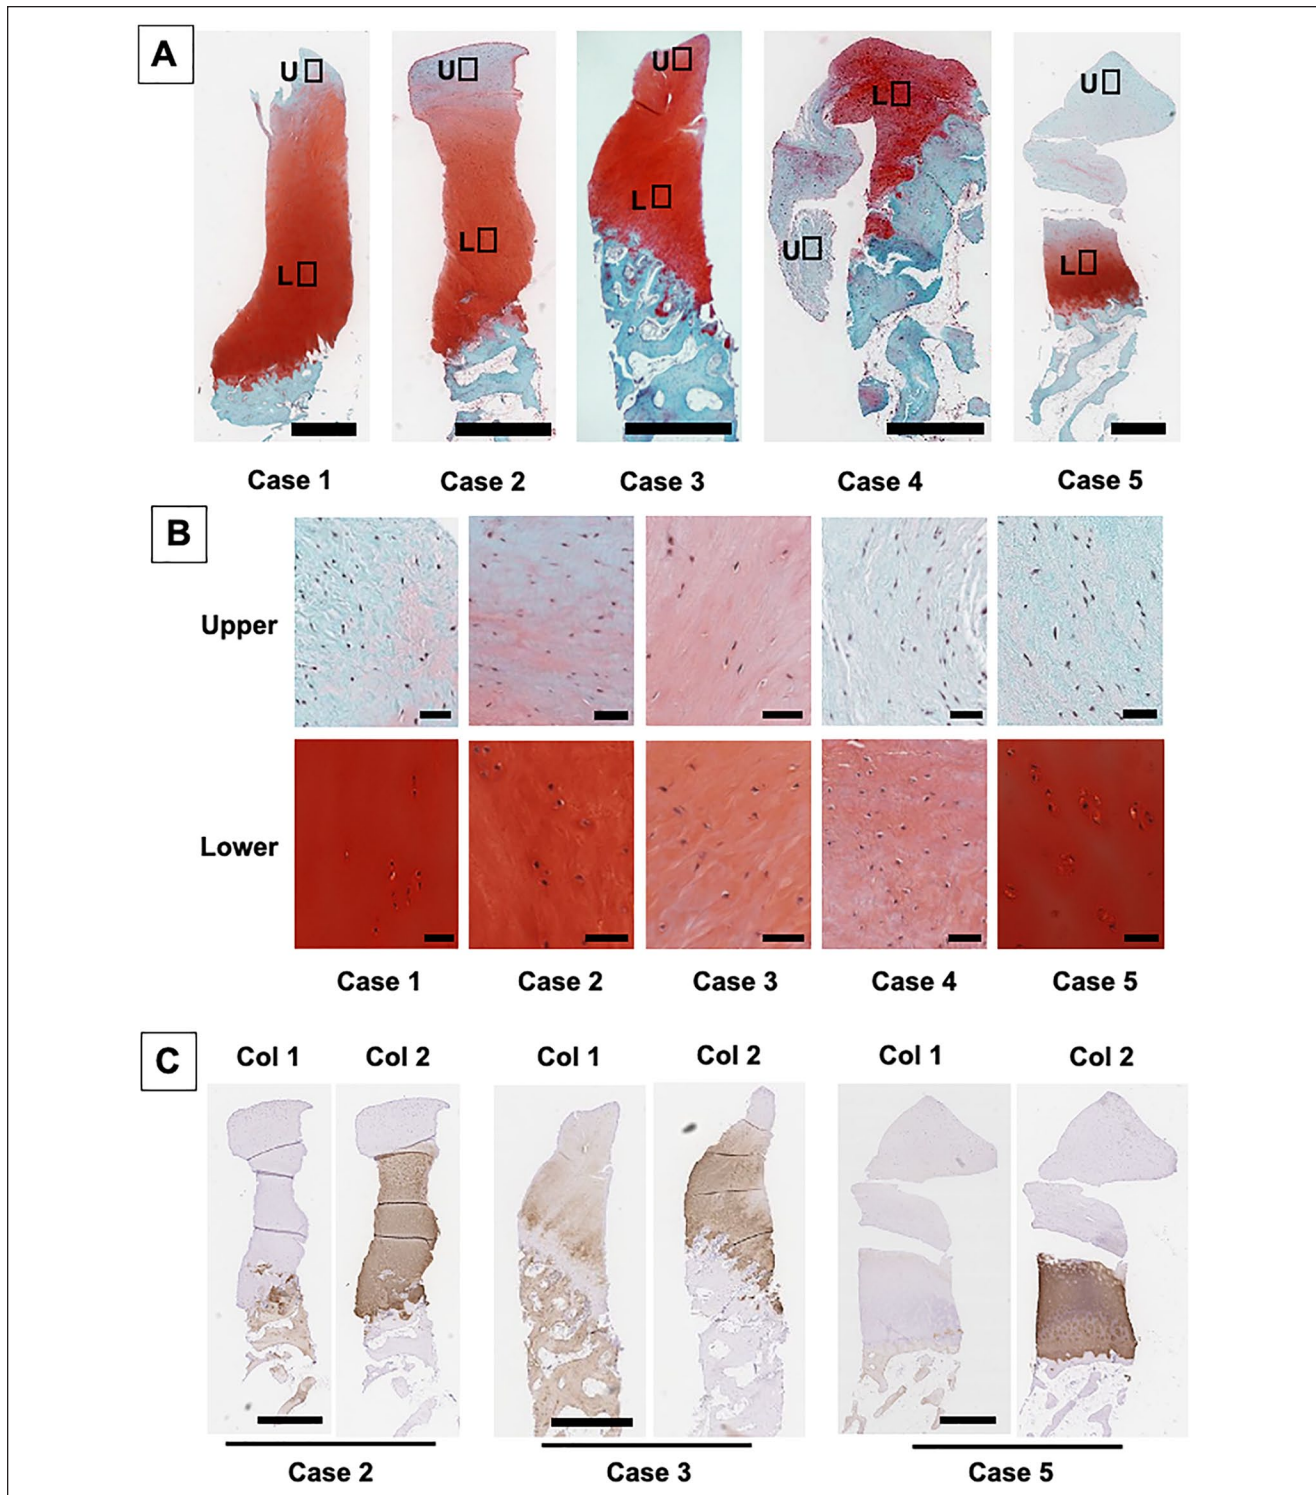 A
U U U L U
L L L U L
Case 1 Case 2 Case 3 Case 4 Case 5
B
Upper
Lower
Case 1 Case 2 Case 3 Case 4 Case 5
C Col 1 Col 2 Col 1 Col 2 Col 1 Col 2
Case 2 Case 3 Case 5